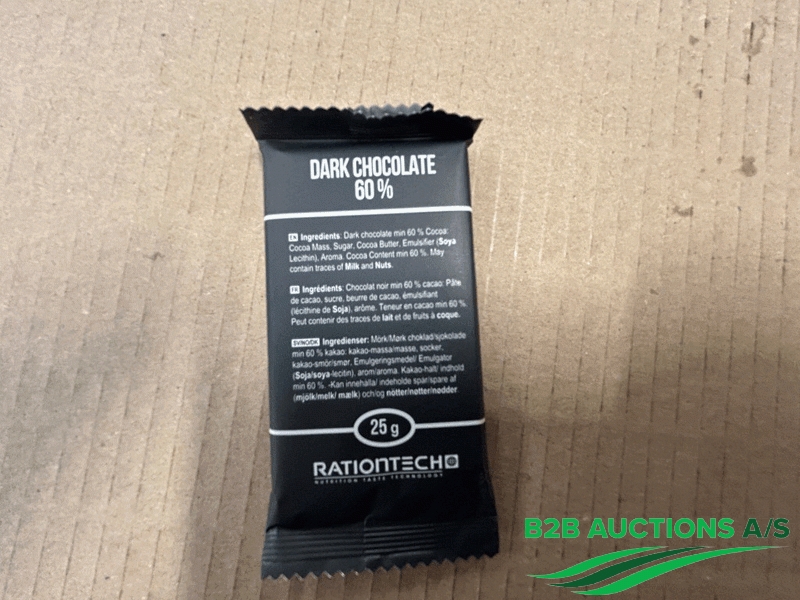 DARK CHOCOLATE
60 %
EN Ingredients: Dark chocolate min 60 % Cocoa:
Cocoa Mass, Sugar, Cocoa Butter, Emulsifier (Soya
Lecithin), Aroma. Cocoa Content min 60 %. May
contain traces of Milk and Nuts.
FR Ingrédients: Chocolat noir min 60 % cacao: Pâte
de cacao, sucre, beurre de cacao, émulsifiant
(lécithine de Soja), arôme. Teneur en cacao min 60 %.
Peut contenir des traces de lait et de fruits à coque.
SV/NO/DK Ingredienser: Mörk/Mørk choklad/sjokolade
min 60 % kakao: kakao-massa/masse, socker,
kakao-smör/smør, Emulgeringsmedel/ Emulgator
(Soja/soya-lecitin), arom/aroma. Kakao-halt/ indhold
min 60 %. -Kan innehålla/ indeholde spår/spare af
(mjölk/melk/ mælk) och/og nötter/nøtter/nødder.
25 g
RATIONTECH
NUTRITION TASTE TECHNOLOGY
B2B AUCTIONS A/S